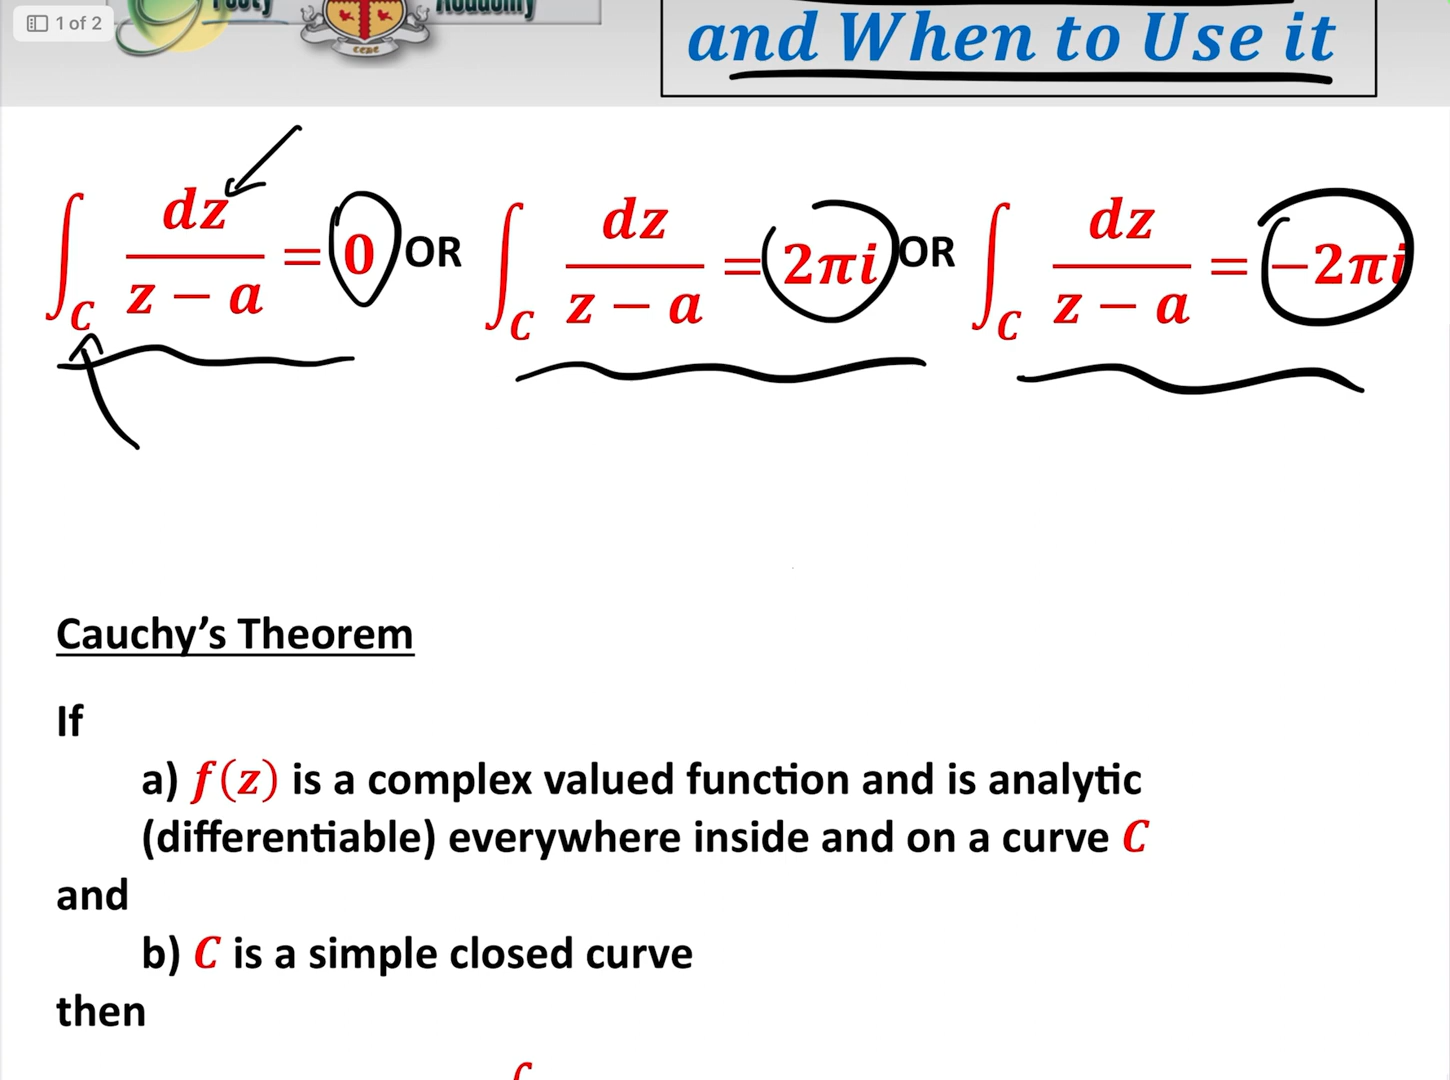 1 of 2
and When to Use it
∫_C dz/(z − a) = 0 OR ∫_C dz/(z − a) = 2πi OR ∫_C dz/(z − a) = −2πi
Cauchy’s Theorem
If
a) f(z) is a complex valued function and is analytic
(differentiable) everywhere inside and on a curve C
and
b) C is a simple closed curve
then